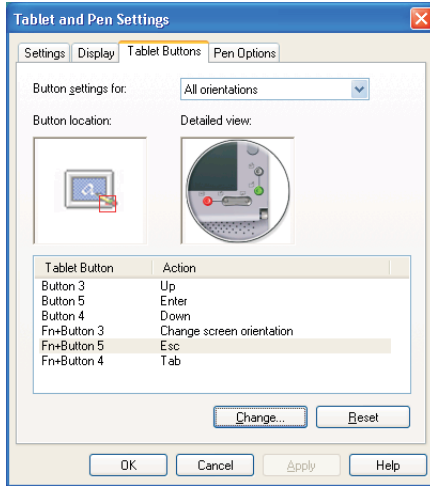 Tablet and Pen Settings
Settings Display Tablet Buttons Pen Options
Button settings for: All orientations
Button location: Detailed view:
Tablet Button Action
Button 3 Up
Button 5 Enter
Button 4 Down
Fn+Button 3 Change screen orientation
Fn+Button 5 Esc
Fn+Button 4 Tab
Change... Reset
OK Cancel Apply Help